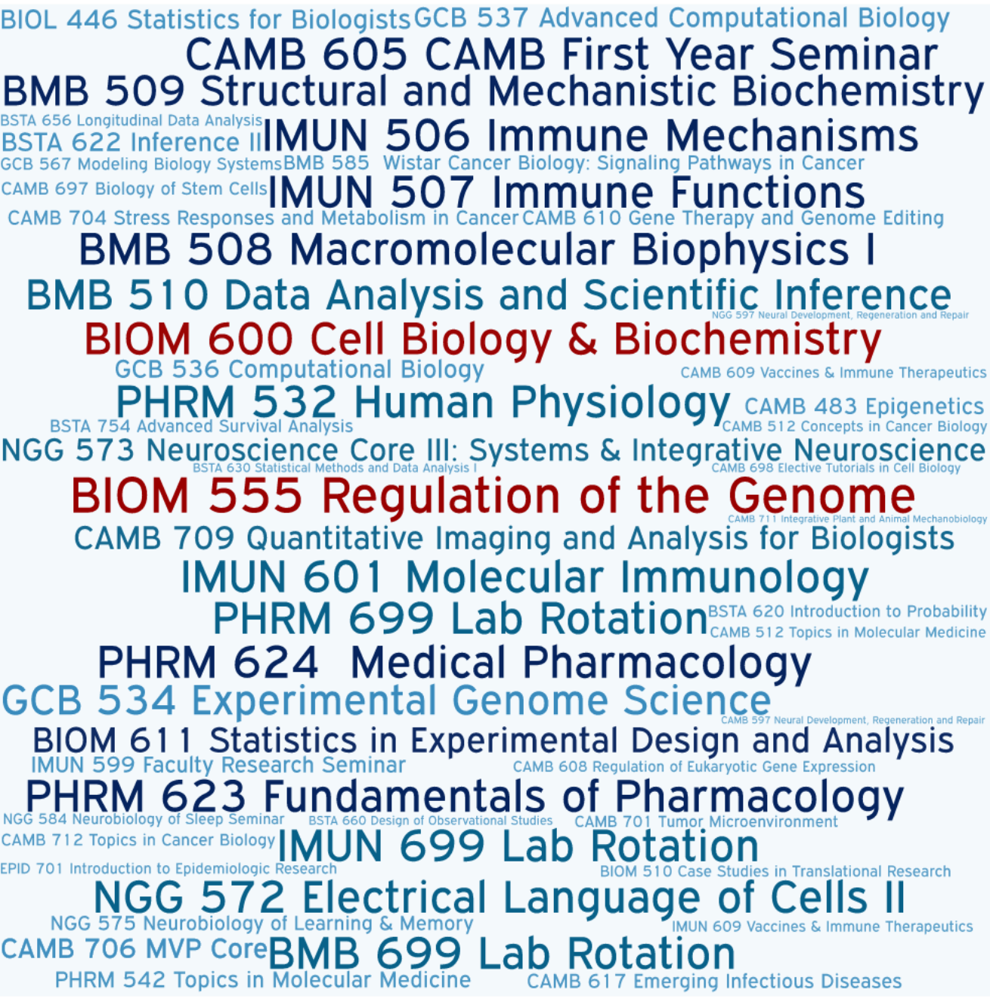 BIOL 446 Statistics for Biologists GCB 537 Advanced Computational Biology
CAMB 605 CAMB First Year Seminar
BMB 509 Structural and Mechanistic Biochemistry
BSTA 656 Longitudinal Data Analysis
BSTA 622 Inference II IMUN 506 Immune Mechanisms
GCB 567 Modeling Biology Systems BMB 585 Wistar Cancer Biology: Signaling Pathways in Cancer
CAMB 697 Biology of Stem Cells IMUN 507 Immune Functions
CAMB 704 Stress Responses and Metabolism in Cancer CAMB 610 Gene Therapy and Genome Editing
BMB 508 Macromolecular Biophysics I
BMB 510 Data Analysis and Scientific Inference
NGG 597 Neural Development, Regeneration and Repair
BIOM 600 Cell Biology & Biochemistry
GCB 536 Computational Biology CAMB 609 Vaccines & Immune Therapeutics
PHRM 532 Human Physiology CAMB 483 Epigenetics
BSTA 754 Advanced Survival Analysis CAMB 512 Concepts in Cancer Biology
NGG 573 Neuroscience Core III: Systems & Integrative Neuroscience
BSTA 630 Statistical Methods and Data Analysis I CAMB 698 Elective Tutorials in Cell Biology
BIOM 555 Regulation of the Genome
CAMB 711 Integrative Plant and Animal Mechanobiology
CAMB 709 Quantitative Imaging and Analysis for Biologists
IMUN 601 Molecular Immunology
PHRM 699 Lab Rotation BSTA 620 Introduction to Probability
CAMB 512 Topics in Molecular Medicine
PHRM 624 Medical Pharmacology
GCB 534 Experimental Genome Science
CAMB 597 Neural Development, Regeneration and Repair
BIOM 611 Statistics in Experimental Design and Analysis
IMUN 599 Faculty Research Seminar CAMB 608 Regulation of Eukaryotic Gene Expression
PHRM 623 Fundamentals of Pharmacology
NGG 584 Neurobiology of Sleep Seminar BSTA 660 Design of Observational Studies CAMB 701 Tumor Microenvironment
CAMB 712 Topics in Cancer Biology IMUN 699 Lab Rotation
EPID 701 Introduction to Epidemiologic Research BIOM 510 Case Studies in Translational Research
NGG 572 Electrical Language of Cells II
NGG 575 Neurobiology of Learning & Memory IMUN 609 Vaccines & Immune Therapeutics
CAMB 706 MVP Core BMB 699 Lab Rotation
PHRM 542 Topics in Molecular Medicine CAMB 617 Emerging Infectious Diseases